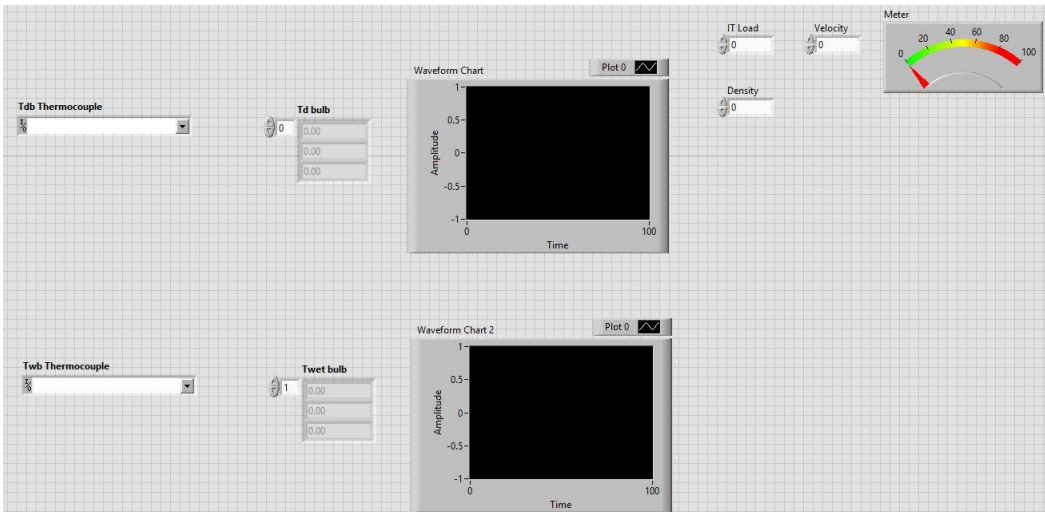 Meter
IT Load
Velocity
0
0
0
20
40
60
80
100
Waveform Chart
Plot 0
Density
0
Tdb Thermocouple
Td bulb
0
0.00
0.00
0.00
Amplitude
1
0.5
0
-0.5
-1
0
100
Time
Waveform Chart 2
Plot 0
Twb Thermocouple
Twet bulb
1
0.00
0.00
0.00
Amplitude
1
0.5
0
-0.5
-1
0
100
Time